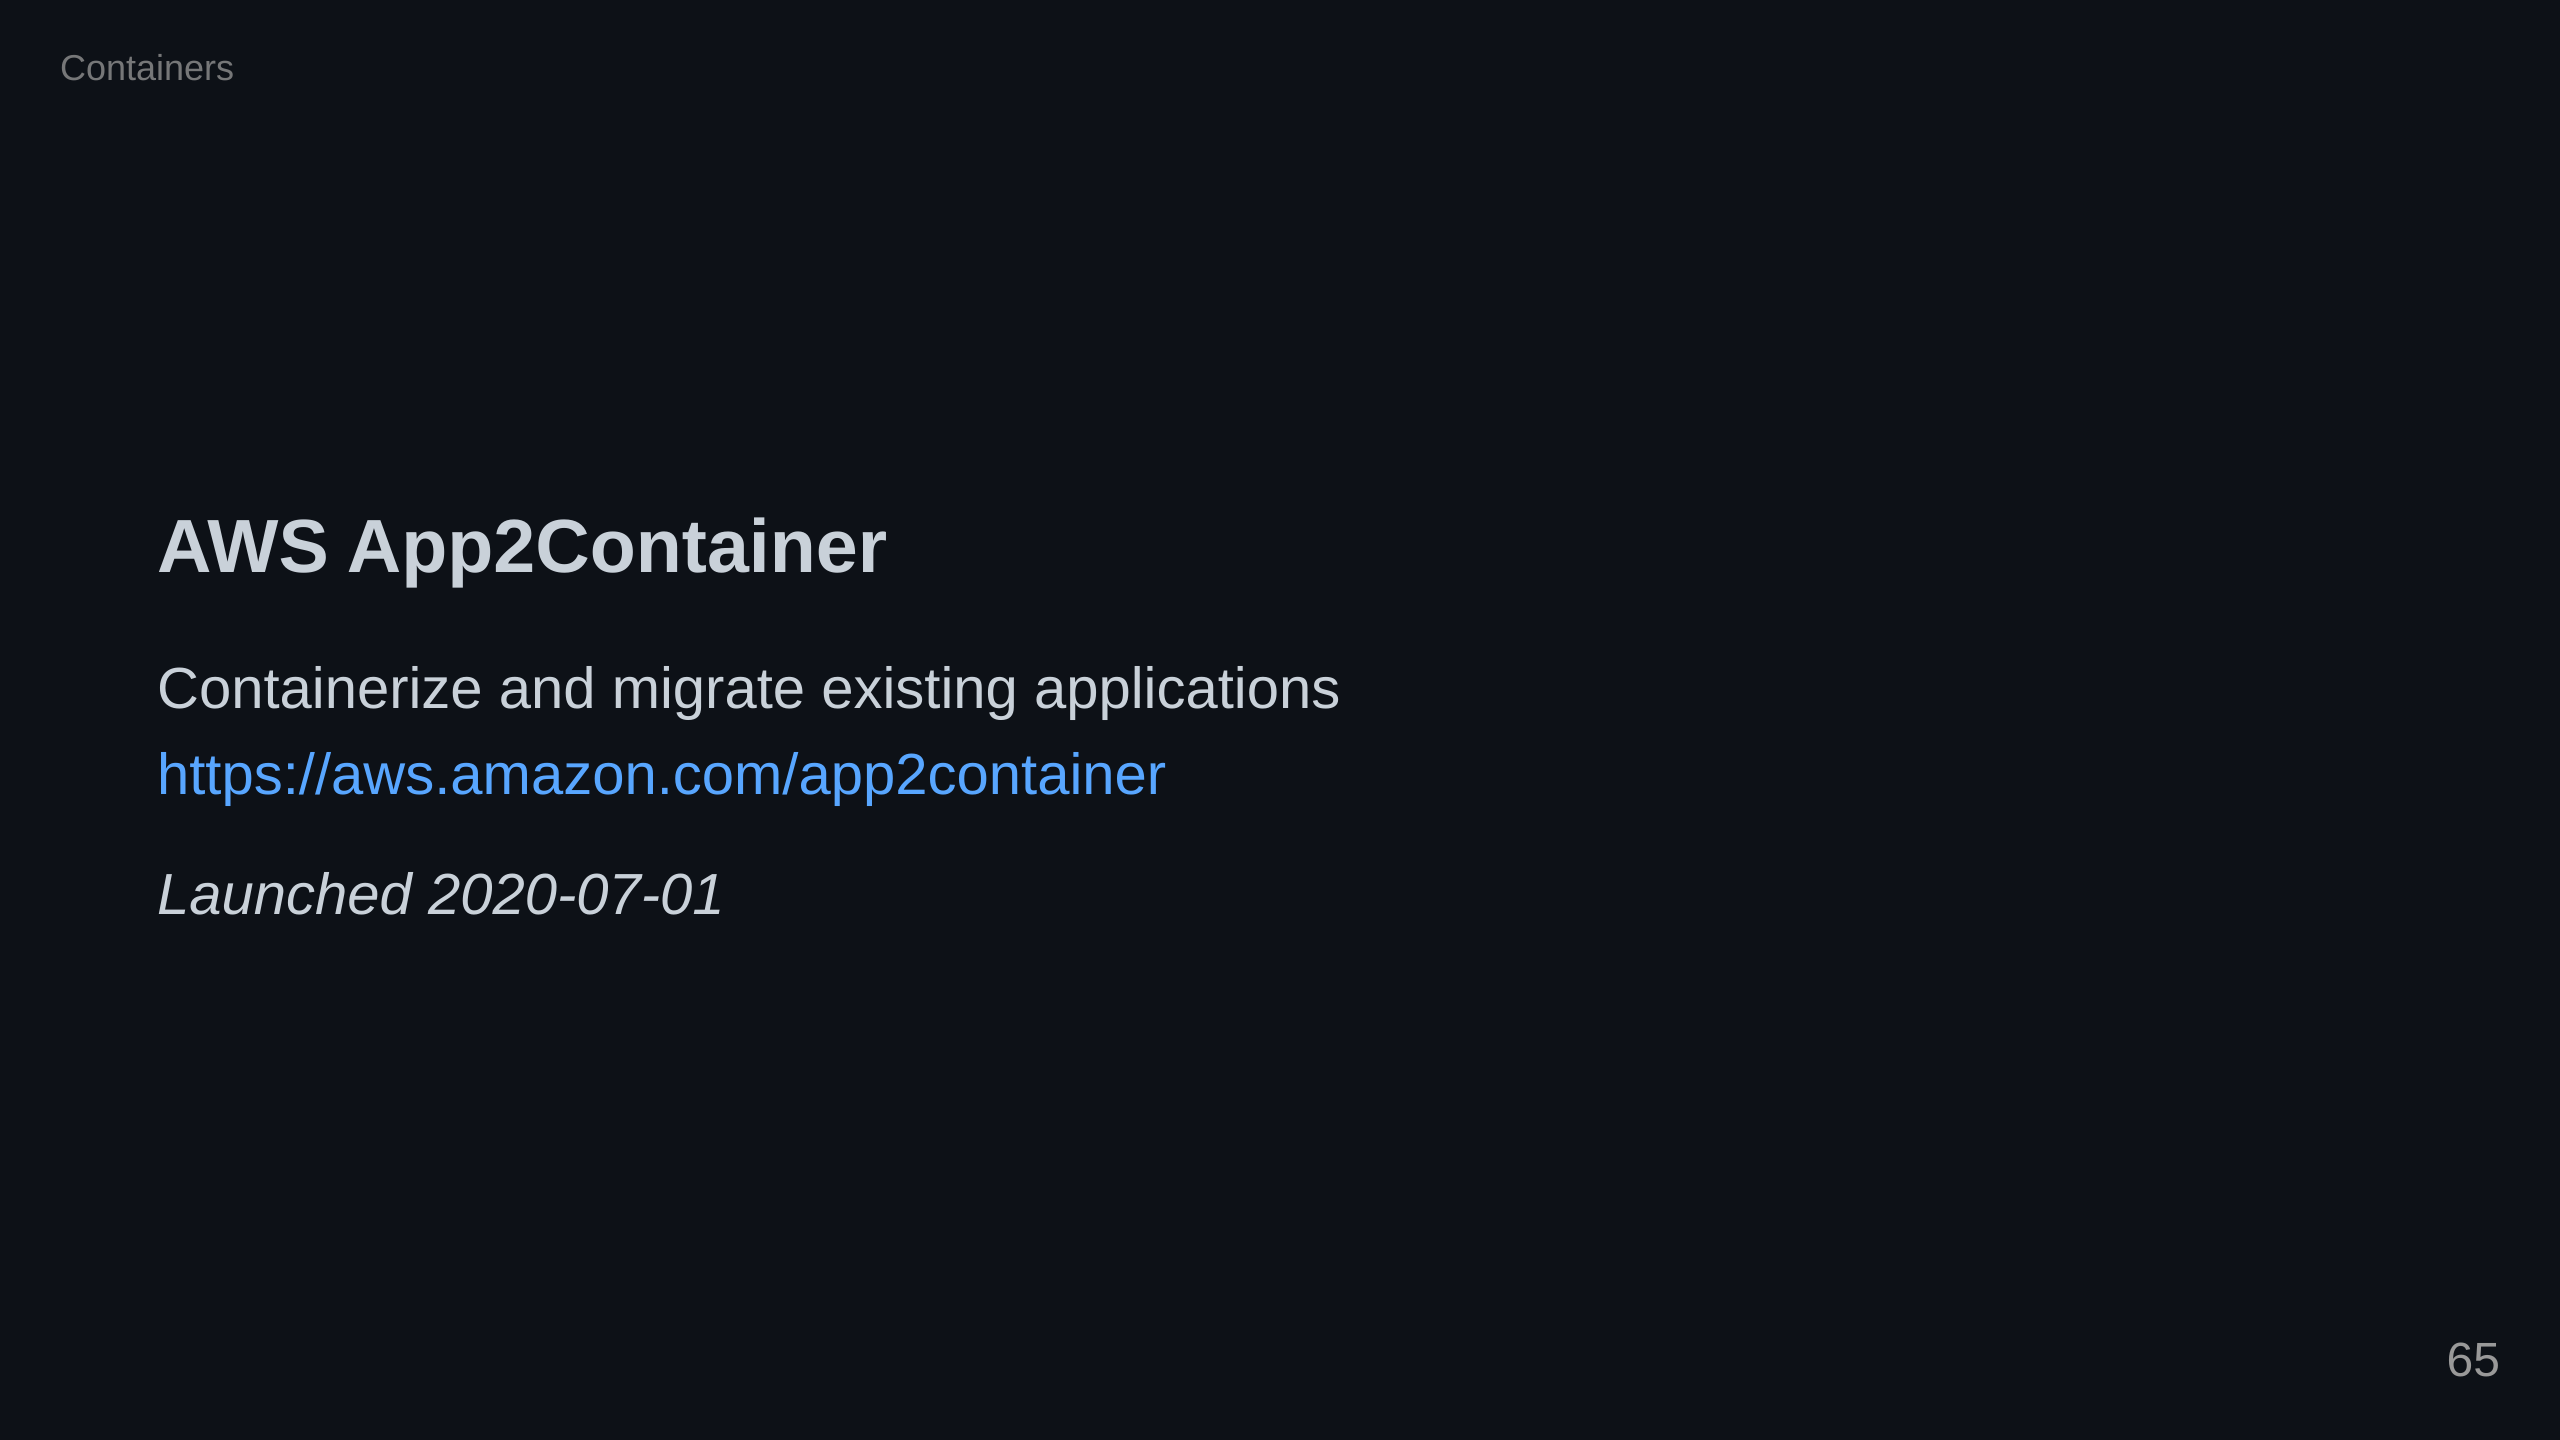 Containers
AWS App2Container
Containerize and migrate existing applications
https://aws.amazon.com/app2container
Launched 2020-07-01
65